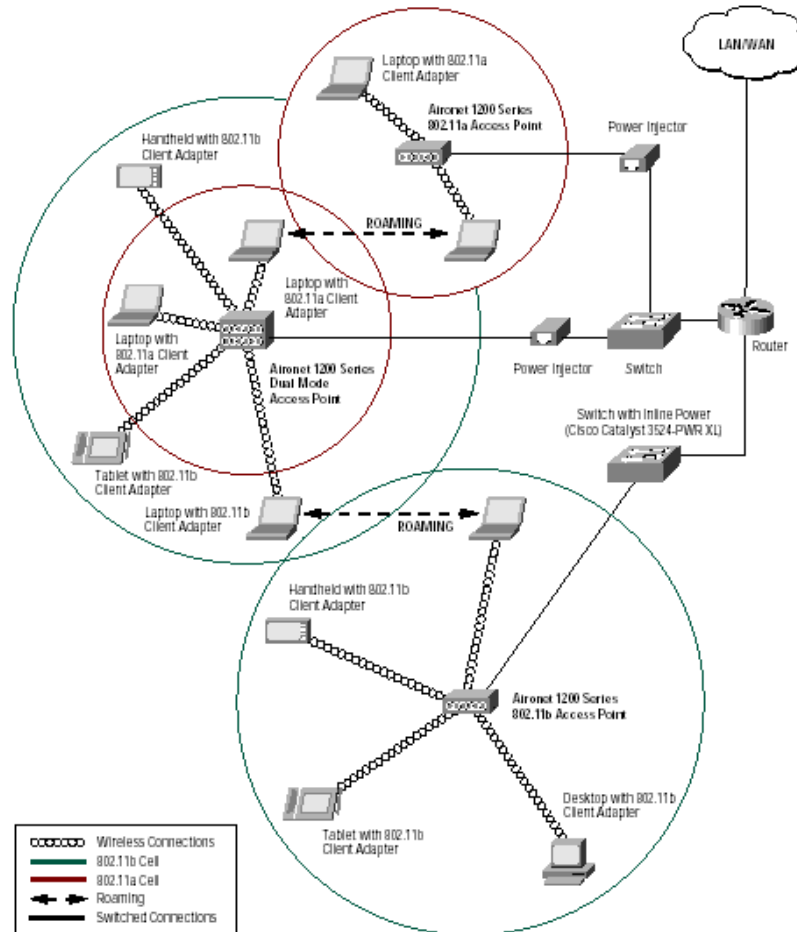 LAN/WAN
Laptop with 802.11a
Client Adapter
Aironet 1200 Series
802.11a Access Point
Power Injector
Handheld with 802.11b
Client Adapter
ROAMING
Laptop with
802.11a Client
Adapter
Laptop with
802.11a Client
Adapter
Aironet 1200 Series
Dual Mode
Access Point
Power Injector
Switch
Router
Switch with Inline Power
(Cisco Catalyst 3524-PWR XL)
Tablet with 802.11b
Client Adapter
Laptop with 802.11b
Client Adapter
ROAMING
Handheld with 802.11b
Client Adapter
Aironet 1200 Series
802.11b Access Point
Desktop with 802.11b
Client Adapter
Tablet with 802.11b
Client Adapter
Wireless Connections
802.11b Cell
802.11a Cell
Roaming
Switched Connections